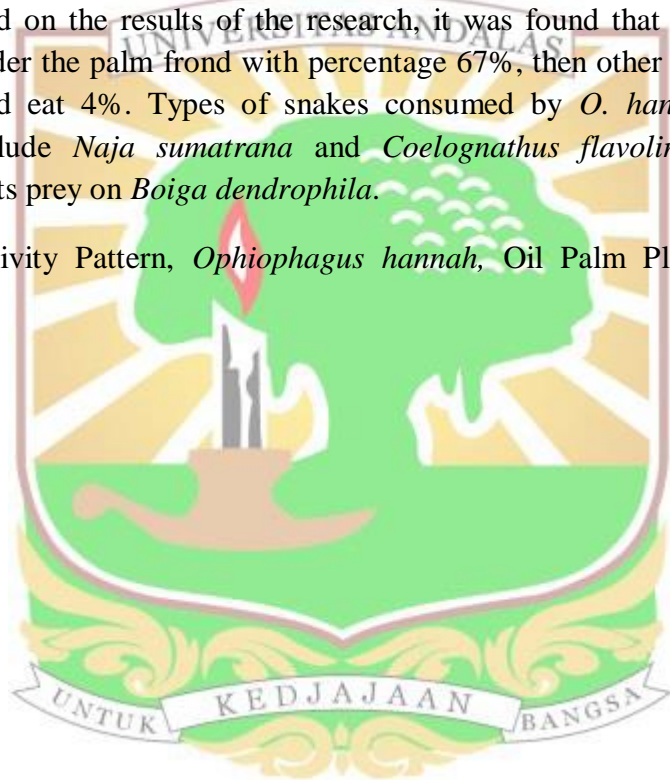 d on the results of the research, it was found that
UNIVERSITAS ANDALAS
der the palm frond with percentage 67%, then other
d eat 4%. Types of snakes consumed by O. han
lude Naja sumatrana and Coelognathus flavolin
ts prey on Boiga dendrophila.
ivity Pattern, Ophiophagus hannah, Oil Palm Pl
UNTUK KEDJAJAAN BANGSA